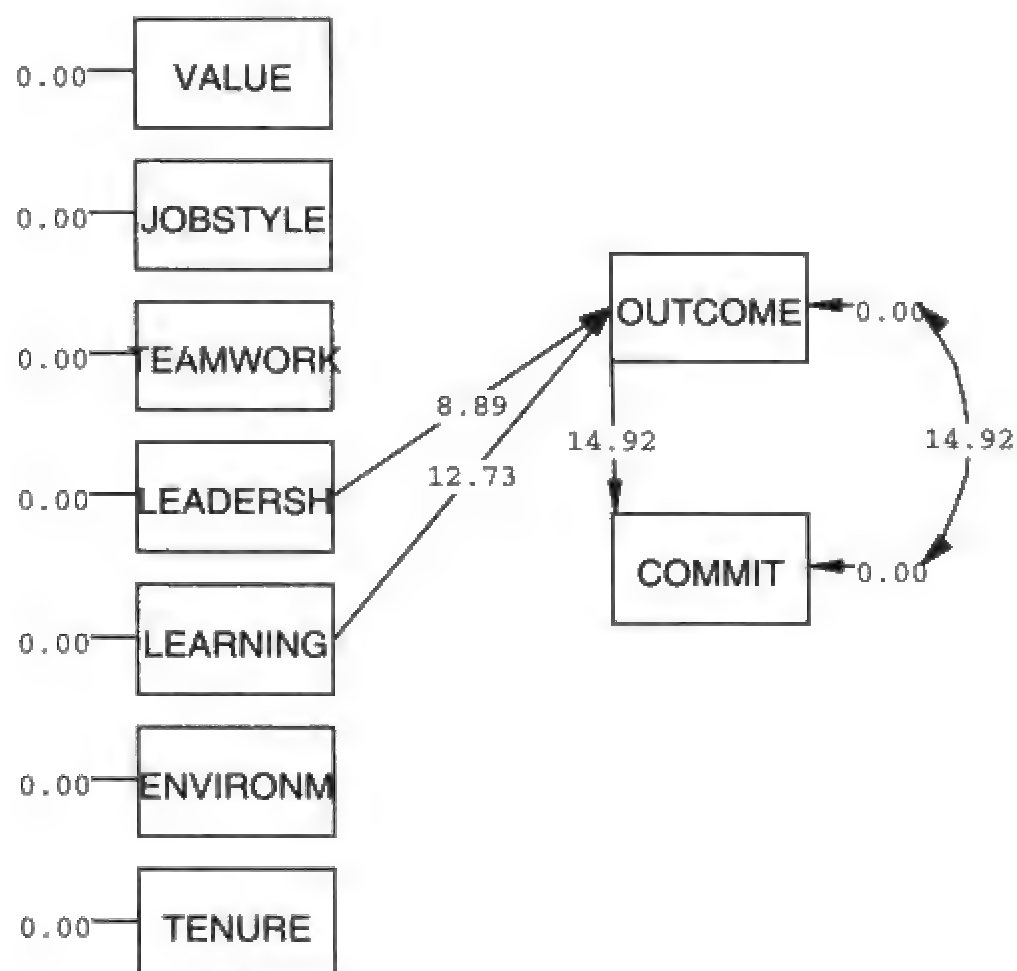 0.00 VALUE
0.00 JOBSTYLE
OUTCOME 0.00
0.00 TEAMWORK
8.89
14.92 14.92
12.73
0.00 LEADERSH
COMMIT 0.00
0.00 LEARNING
0.00 ENVIRONM
0.00 TENURE